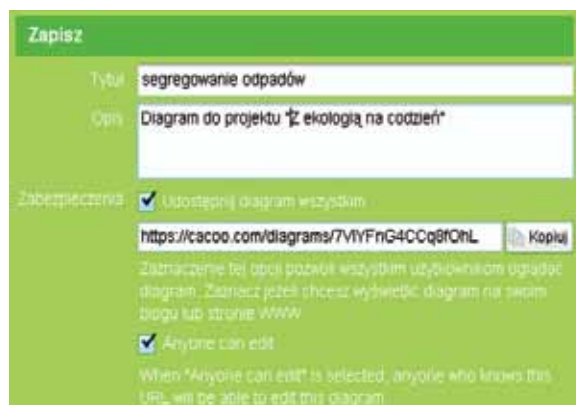 Zapisz
Tytuł segregowanie odpadów
Opis Diagram do projektu "Z ekologią na codzień"
Zabezpieczenia Udostępnij diagram wszystkim
https://cacoo.com/diagrams/7VlYFnG4CCq8fOhL Kopiuj
Zaznaczenie tej opcji pozwoli wszystkim użytkownikom oglądać
diagram. Zaznacz jeżeli chcesz wyświetlić diagram na swoim
blogu lub stronie WWW
Anyone can edit
When "Anyone can edit" is selected, anyone who knows this
URL will be able to edit this diagram